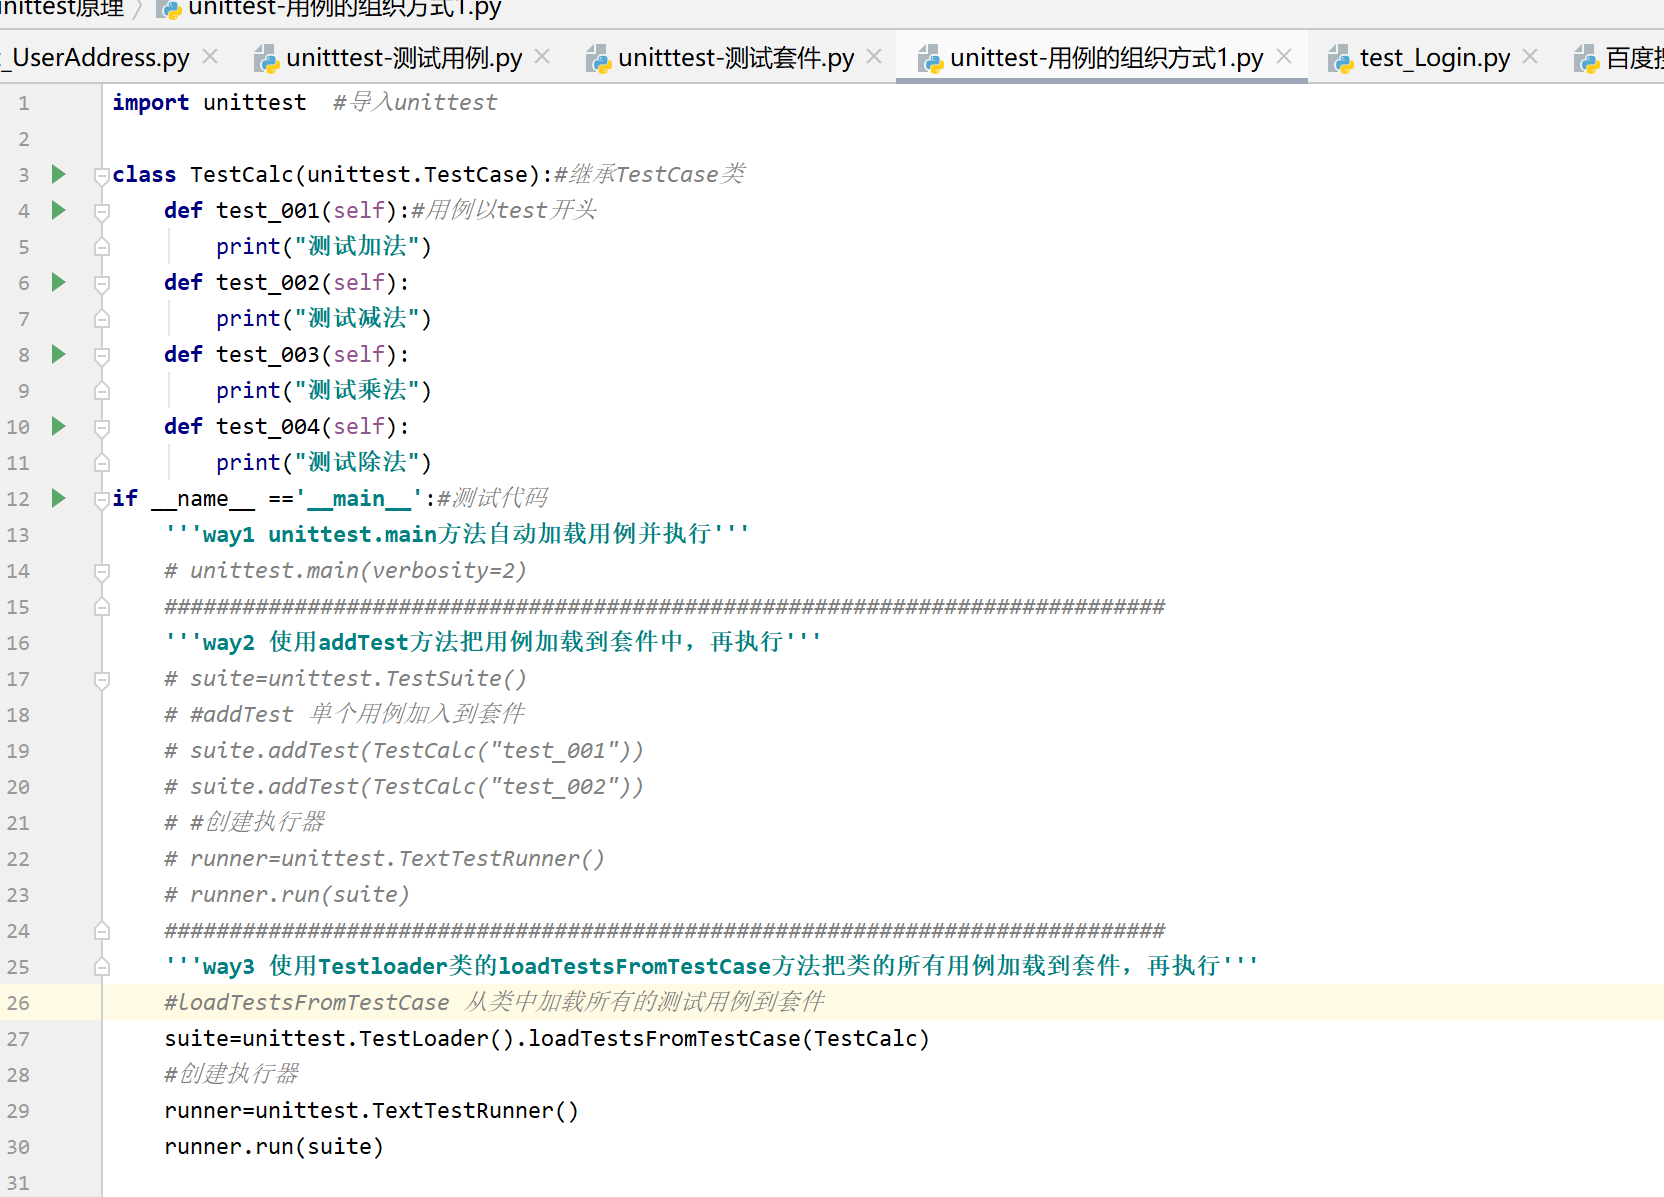 unittest原理 unittest-用例的组织方式1.py
_UserAddress.py unitttest-测试用例.py unitttest-测试套件.py unittest-用例的组织方式1.py test_Login.py 百度
1 import unittest  #导入unittest
2
3 class TestCalc(unittest.TestCase):#继承TestCase类
4     def test_001(self):#用例以test开头
5         print("测试加法")
6     def test_002(self):
7         print("测试减法")
8     def test_003(self):
9         print("测试乘法")
10     def test_004(self):
11         print("测试除法")
12 if __name__ =='__main__':#测试代码
13     '''way1 unittest.main方法自动加载用例并执行'''
14     # unittest.main(verbosity=2)
15     #############################################################################
16     '''way2 使用addTest方法把用例加载到套件中，再执行'''
17     # suite=unittest.TestSuite()
18     # #addTest 单个用例加入到套件
19     # suite.addTest(TestCalc("test_001"))
20     # suite.addTest(TestCalc("test_002"))
21     # #创建执行器
22     # runner=unittest.TextTestRunner()
23     # runner.run(suite)
24     #############################################################################
25     '''way3 使用Testloader类的loadTestsFromTestCase方法把类的所有用例加载到套件，再执行'''
26     #loadTestsFromTestCase 从类中加载所有的测试用例到套件
27     suite=unittest.TestLoader().loadTestsFromTestCase(TestCalc)
28     #创建执行器
29     runner=unittest.TextTestRunner()
30     runner.run(suite)
31